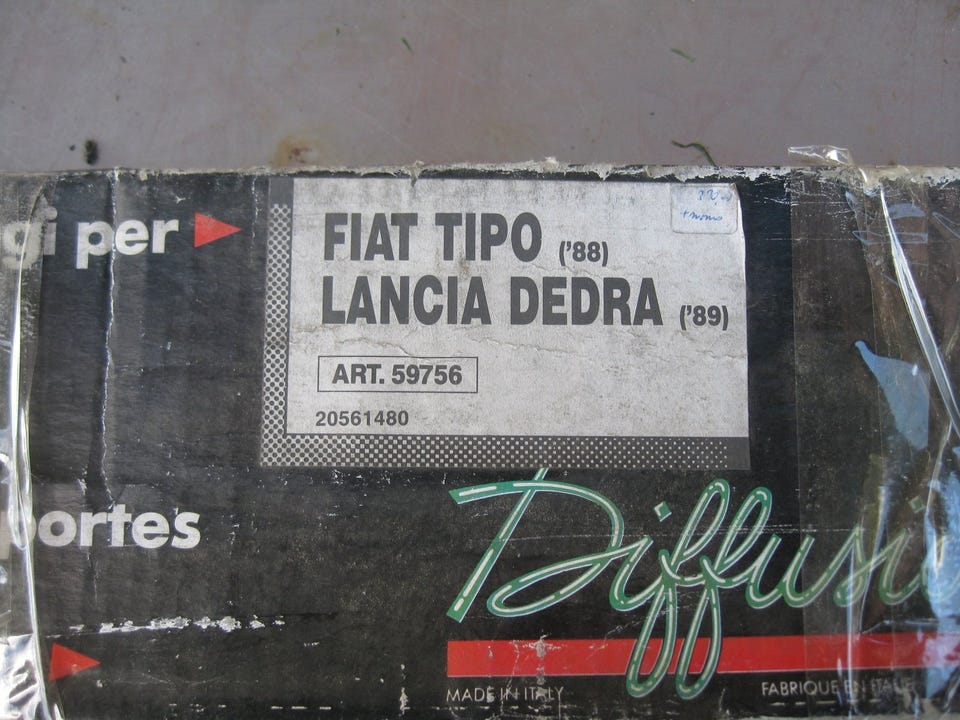 gi per
FIAT TIPO ('88)
LANCIA DEDRA ('89)
ART. 59756
20561480
portes
Diffusi
MADE IN ITALY
FABRIQUE EN ITALIE